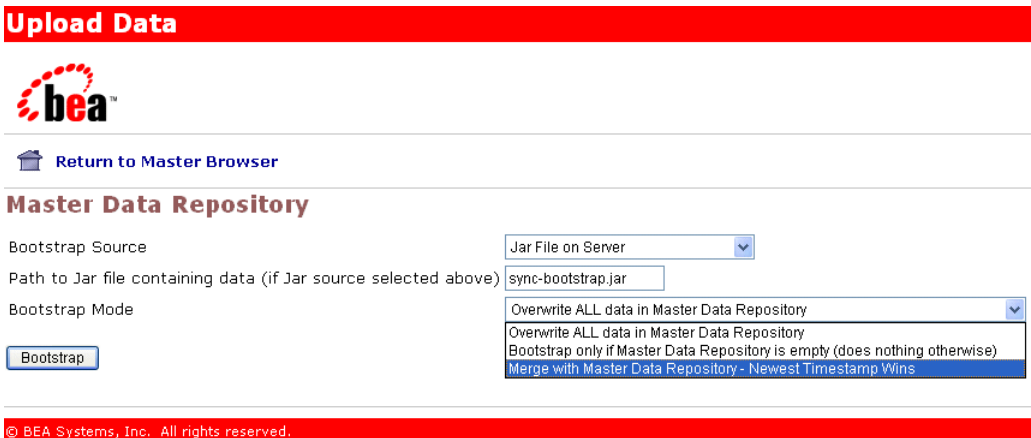 Upload Data
bea™
Return to Master Browser
Master Data Repository
Bootstrap Source
Jar File on Server
Path to Jar file containing data (if Jar source selected above)
sync-bootstrap.jar
Bootstrap Mode
Overwrite ALL data in Master Data Repository
Overwrite ALL data in Master Data Repository
Bootstrap only if Master Data Repository is empty (does nothing otherwise)
Merge with Master Data Repository - Newest Timestamp Wins
Bootstrap
© BEA Systems, Inc. All rights reserved.